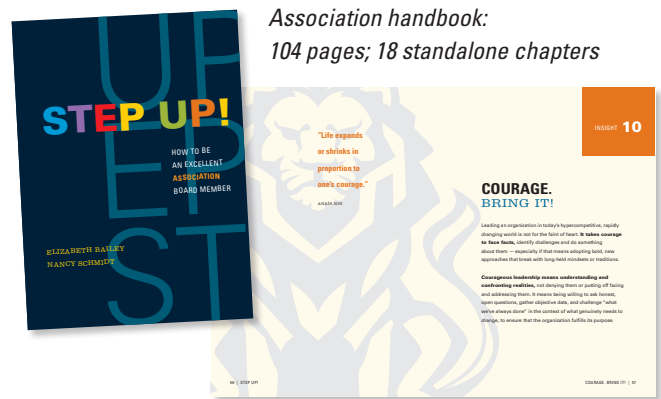 Association handbook:
104 pages; 18 standalone chapters
UP
EP
ST
STEP UP!
HOW TO BE
AN EXCELLENT
ASSOCIATION
BOARD MEMBER
ELIZABETH BAILEY
NANCY SCHMIDT
"Life expands
or shrinks in
proportion to
one's courage."
ANAÏS NIN
INSIGHT 10
COURAGE.
BRING IT!
Leading an organization in today's hypercompetitive, rapidly
changing world is not for the faint of heart. It takes courage
to face facts, identify challenges and do something
about them — especially if that means adopting bold, new
approaches that break with long-held mindsets or traditions.
Courageous leadership means understanding and
confronting realities, not denying them or putting off facing
and addressing them. It means being willing to ask honest,
open questions, gather objective data, and challenge "what
we've always done" in the context of what genuinely needs to
change, to ensure that the organization fulfills its purpose.
56 | STEP UP!
COURAGE. BRING IT! | 57